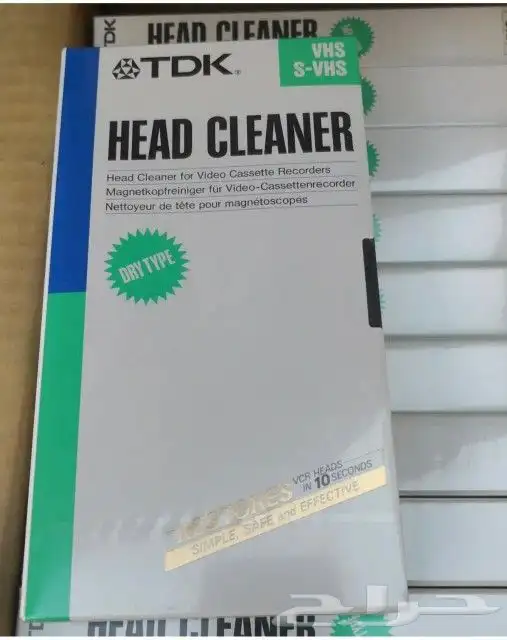 HEAD CLEANER
TDK
VHS
S-VHS
HEAD CLEANER
Head Cleaner for Video Cassette Recorders
Magnetkopfreiniger für Video-Cassettenrecorder
Nettoyeur de tête pour magnétoscopes
DRY TYPE
VCR HEADS
IN 10 SECONDS
SIMPLE, SAFE and EFFECTIVE
HEAD CLEANER
حراج